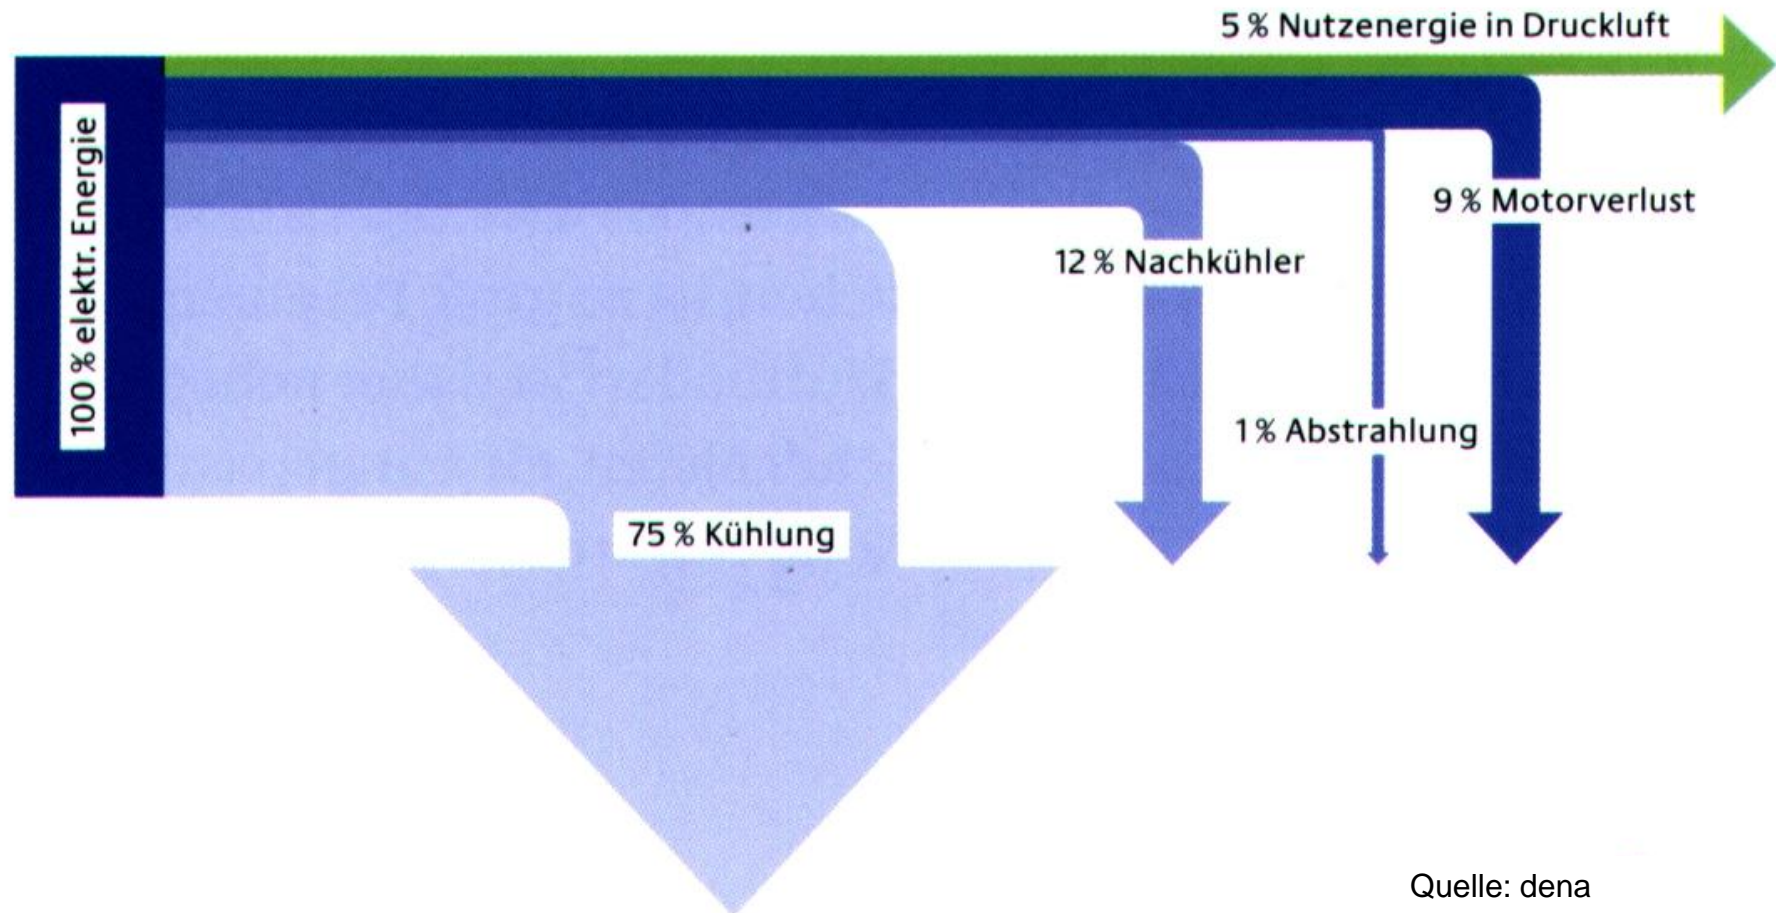 5 % Nutzenergie in Druckluft
100 % elektr. Energie
9 % Motorverlust
12 % Nachkühler
1 % Abstrahlung
75 % Kühlung
Quelle: dena